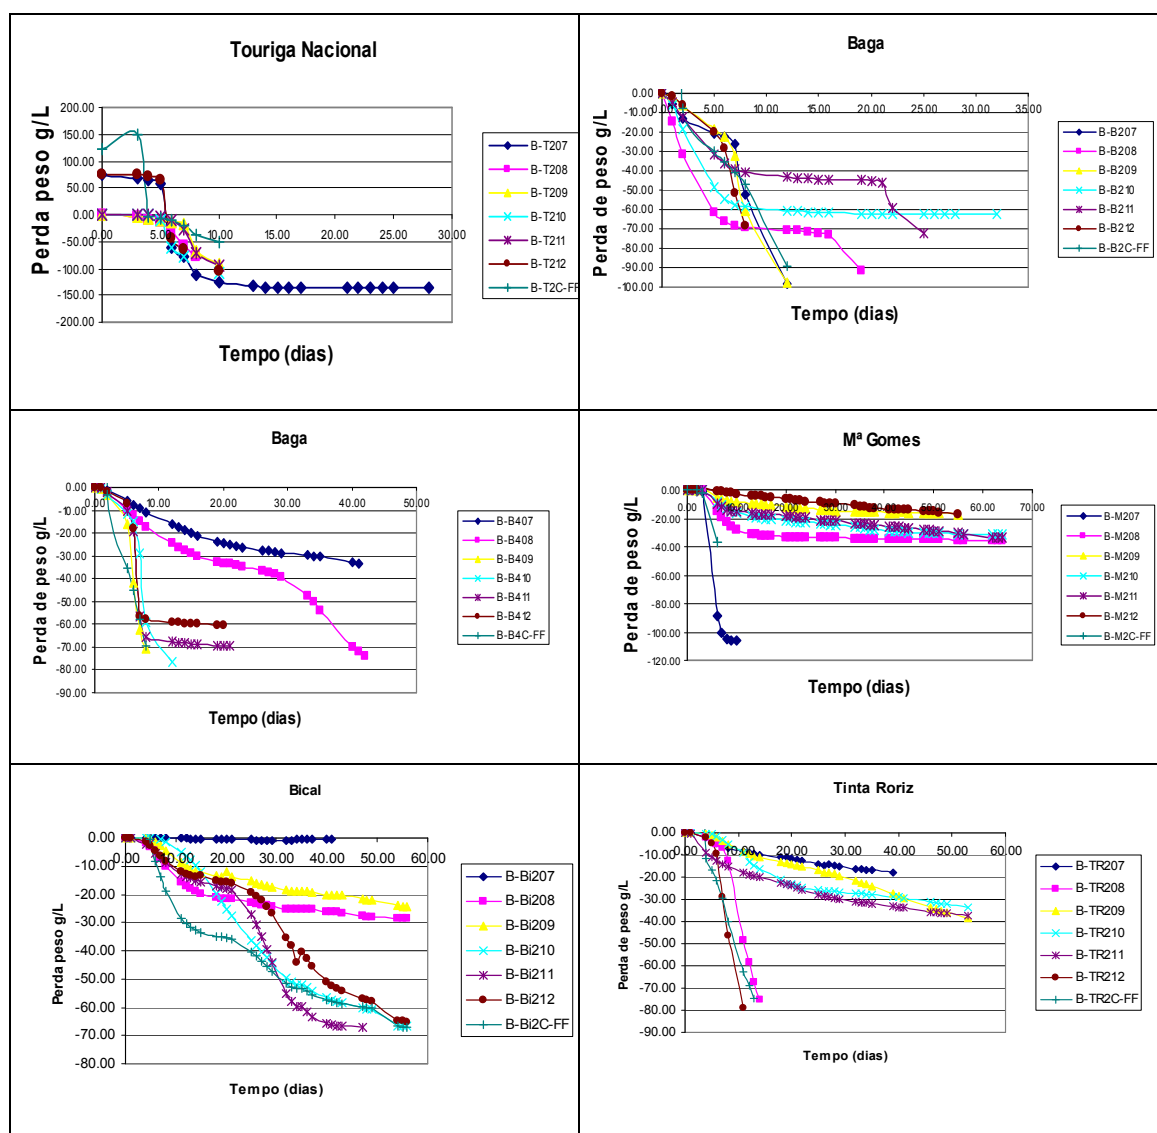 Touriga Nacional
200.00
150.00
100.00
50.00
0.00
-50.00
-100.00
-150.00
-200.00
0.00 5.00 10.00 15.00 20.00 25.00 30.00
Perda peso g/L
Tempo (dias)
B-T207
B-T208
B-T209
B-T210
B-T211
B-T212
B-T2C-FF
Baga
0.00
-10.00
-20.00
-30.00
-40.00
-50.00
-60.00
-70.00
-80.00
-90.00
-100.00
0.00 5.00 10.00 15.00 20.00 25.00 30.00 35.00
Perda de peso g/L
Tempo (dias)
B-B207
B-B208
B-B209
B-B210
B-B211
B-B212
B-B2C-FF
Baga
0.00
-10.00
-20.00
-30.00
-40.00
-50.00
-60.00
-70.00
-80.00
-90.00
0.00 10.00 20.00 30.00 40.00 50.00
Perda de peso g/L
Tempo (dias)
B-B407
B-B408
B-B409
B-B410
B-B411
B-B412
B-B4C-FF
Mª Gomes
0.00
-20.00
-40.00
-60.00
-80.00
-100.00
-120.00
0.00 10.00 20.00 30.00 40.00 50.00 60.00 70.00
Perda de peso g/L
Tempo (dias)
B-M207
B-M208
B-M209
B-M210
B-M211
B-M212
B-M2C-FF
Bical
0.00
-10.00
-20.00
-30.00
-40.00
-50.00
-60.00
-70.00
-80.00
0.00 10.00 20.00 30.00 40.00 50.00 60.00
Perda peso g/L
Tempo (dias)
B-Bi207
B-Bi208
B-Bi209
B-Bi210
B-Bi211
B-Bi212
B-Bi2C-FF
Tinta Roriz
0.00
-10.00
-20.00
-30.00
-40.00
-50.00
-60.00
-70.00
-80.00
-90.00
0.00 10.00 20.00 30.00 40.00 50.00 60.00
Perda de peso g/L
Tempo (dias)
B-TR207
B-TR208
B-TR209
B-TR210
B-TR211
B-TR212
B-TR2C-FF